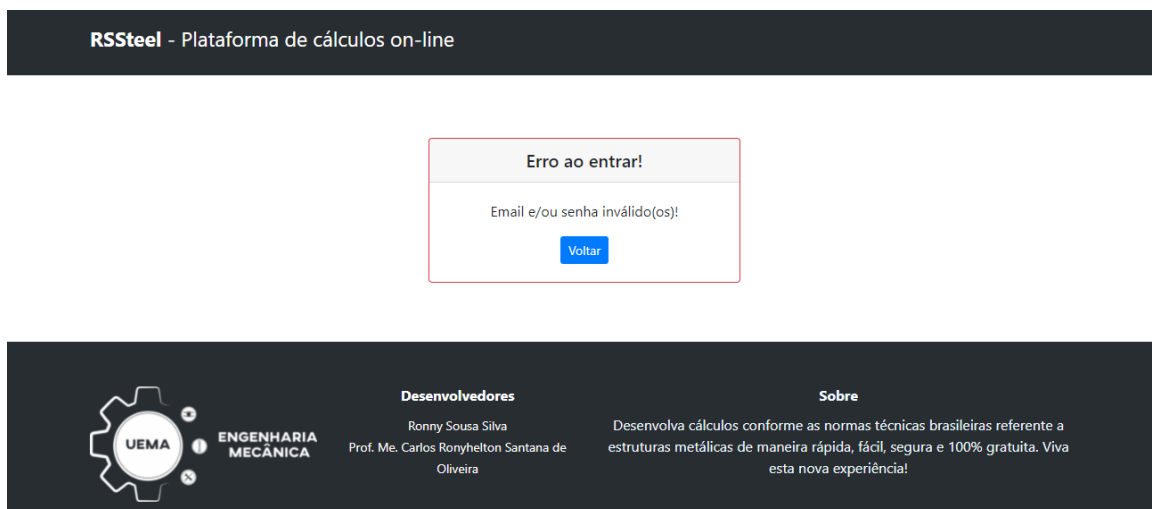 RSSteel - Plataforma de cálculos on-line
Erro ao entrar!
Email e/ou senha inválido(os)!
Voltar
UEMA
ENGENHARIA
MECÂNICA
Desenvolvedores
Ronny Sousa Silva
Prof. Me. Carlos Ronyhelton Santana de
Oliveira
Sobre
Desenvolva cálculos conforme as normas técnicas brasileiras referente a
estruturas metálicas de maneira rápida, fácil, segura e 100% gratuita. Viva
esta nova experiência!